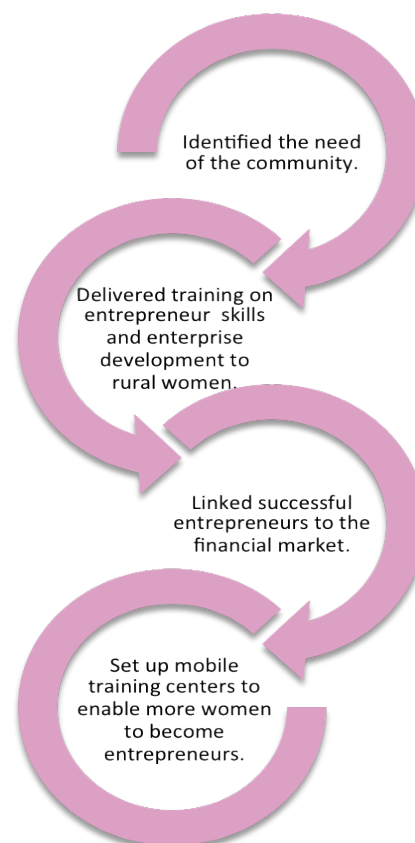 Identified the need
of the community.
Delivered training on
entrepreneur skills
and enterprise
development to
rural women.
Linked successful
entrepreneurs to the
financial market.
Set up mobile
training centers to
enable more women
to become
entrepreneurs.